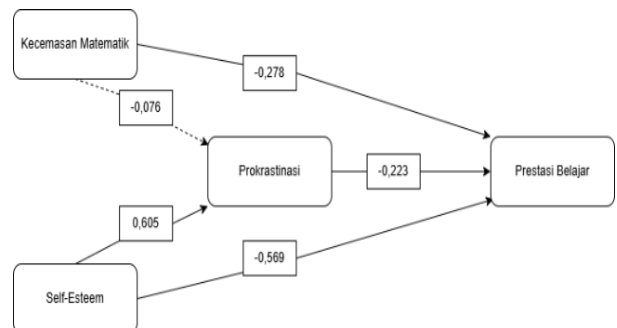 Kecemasan Matematik
-0,278
-0,076
Prokrastinasi
-0,223
Prestasi Belajar
0,605
-0,569
Self-Esteem